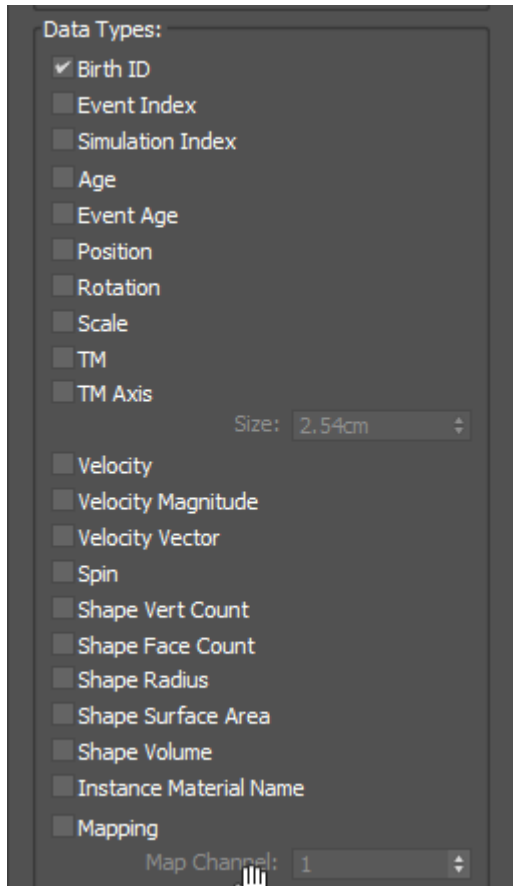 Data Types:
Birth ID
Event Index
Simulation Index
Age
Event Age
Position
Rotation
Scale
TM
TM Axis
Size: 2.54cm
Velocity
Velocity Magnitude
Velocity Vector
Spin
Shape Vert Count
Shape Face Count
Shape Radius
Shape Surface Area
Shape Volume
Instance Material Name
Mapping
Map Channel: 1